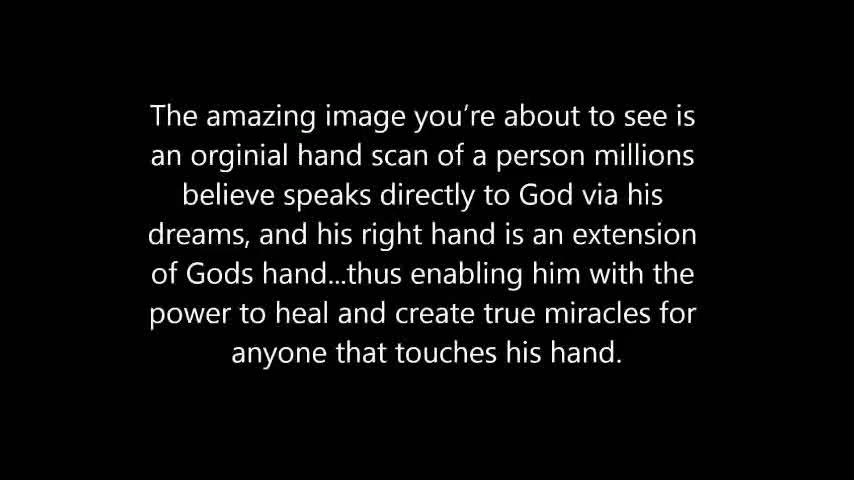 The amazing image you’re about to see is
an orginial hand scan of a person millions
believe speaks directly to God via his
dreams, and his right hand is an extension
of Gods hand...thus enabling him with the
power to heal and create true miracles for
anyone that touches his hand.